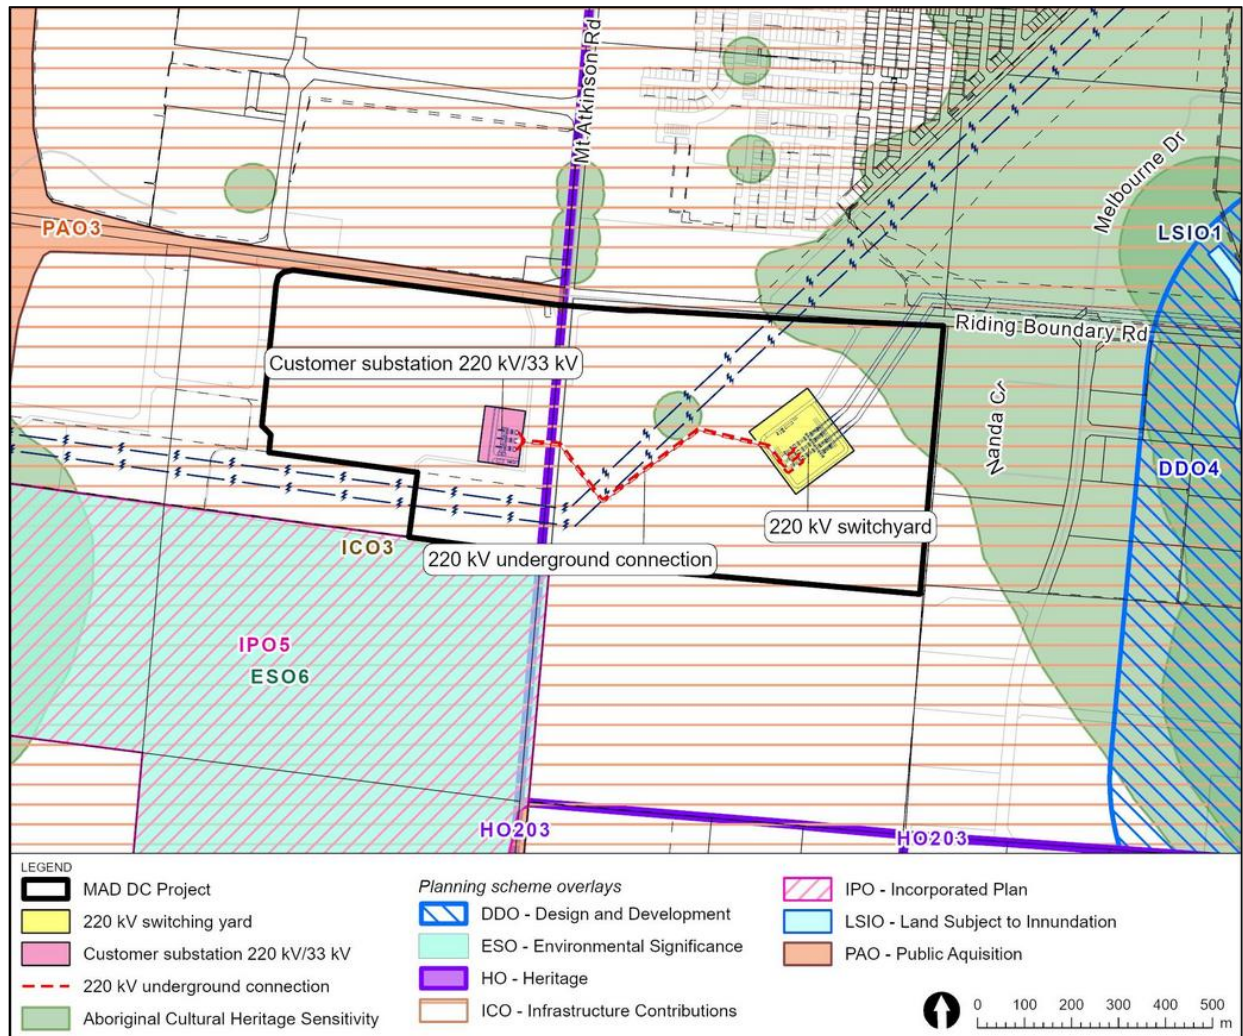 Mt Atkinson Rd
Melbourne Dr
PAO3
LSIO1
Riding Boundary Rd
Customer substation 220 kV/33 kV
Nanda Cr
DDO4
220 kV switchyard
ICO3
220 kV underground connection
IPO5
ESO6
HO203
HO203
LEGEND
MAD DC Project
220 kV switching yard
Customer substation 220 kV/33 kV
220 kV underground connection
Aboriginal Cultural Heritage Sensitivity
Planning scheme overlays
DDO - Design and Development
ESO - Environmental Significance
HO - Heritage
ICO - Infrastructure Contributions
IPO - Incorporated Plan
LSIO - Land Subject to Innundation
PAO - Public Aquisition
0 100 200 300 400 500
m